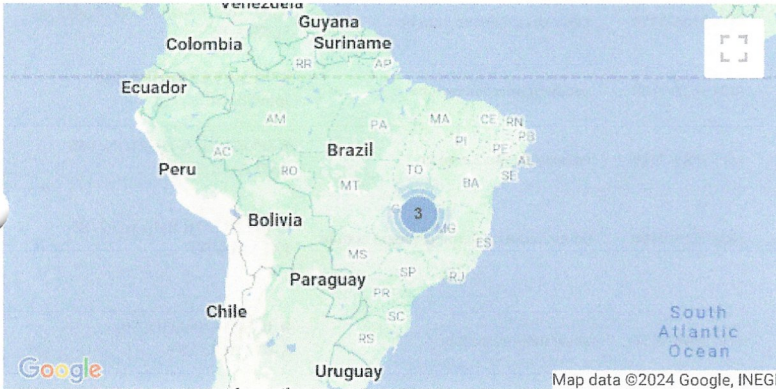 Venezuela
Guyana
Colombia
Suriname
RR
AP
Ecuador
AM
PA
MA
CE
RN
PB
PI
PE
AL
SE
Brazil
AC
TO
Peru
RO
BA
MT
3
MG
Bolivia
ES
MS
SP
RJ
Paraguay
PR
Chile
SC
South
Atlantic
Ocean
RS
Uruguay
Google
Map data ©2024 Google, INEGI